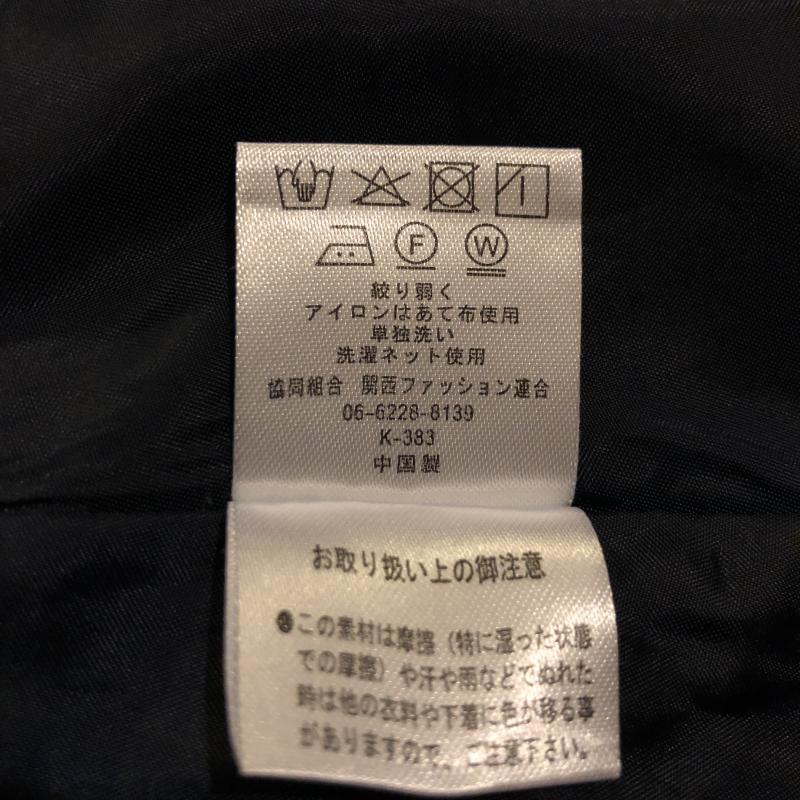 F W
絞り弱く
アイロンはあて布使用
単独洗い
洗濯ネット使用
協同組合 関西ファッション連合
06-6228-8139
K-383
中国製
お取り扱い上の御注意
●この素材は摩擦（特に湿った状態
での摩擦）や汗や雨などでぬれた
時は他の衣料や下着に色が移る事
がありますので、ご注意下さい。